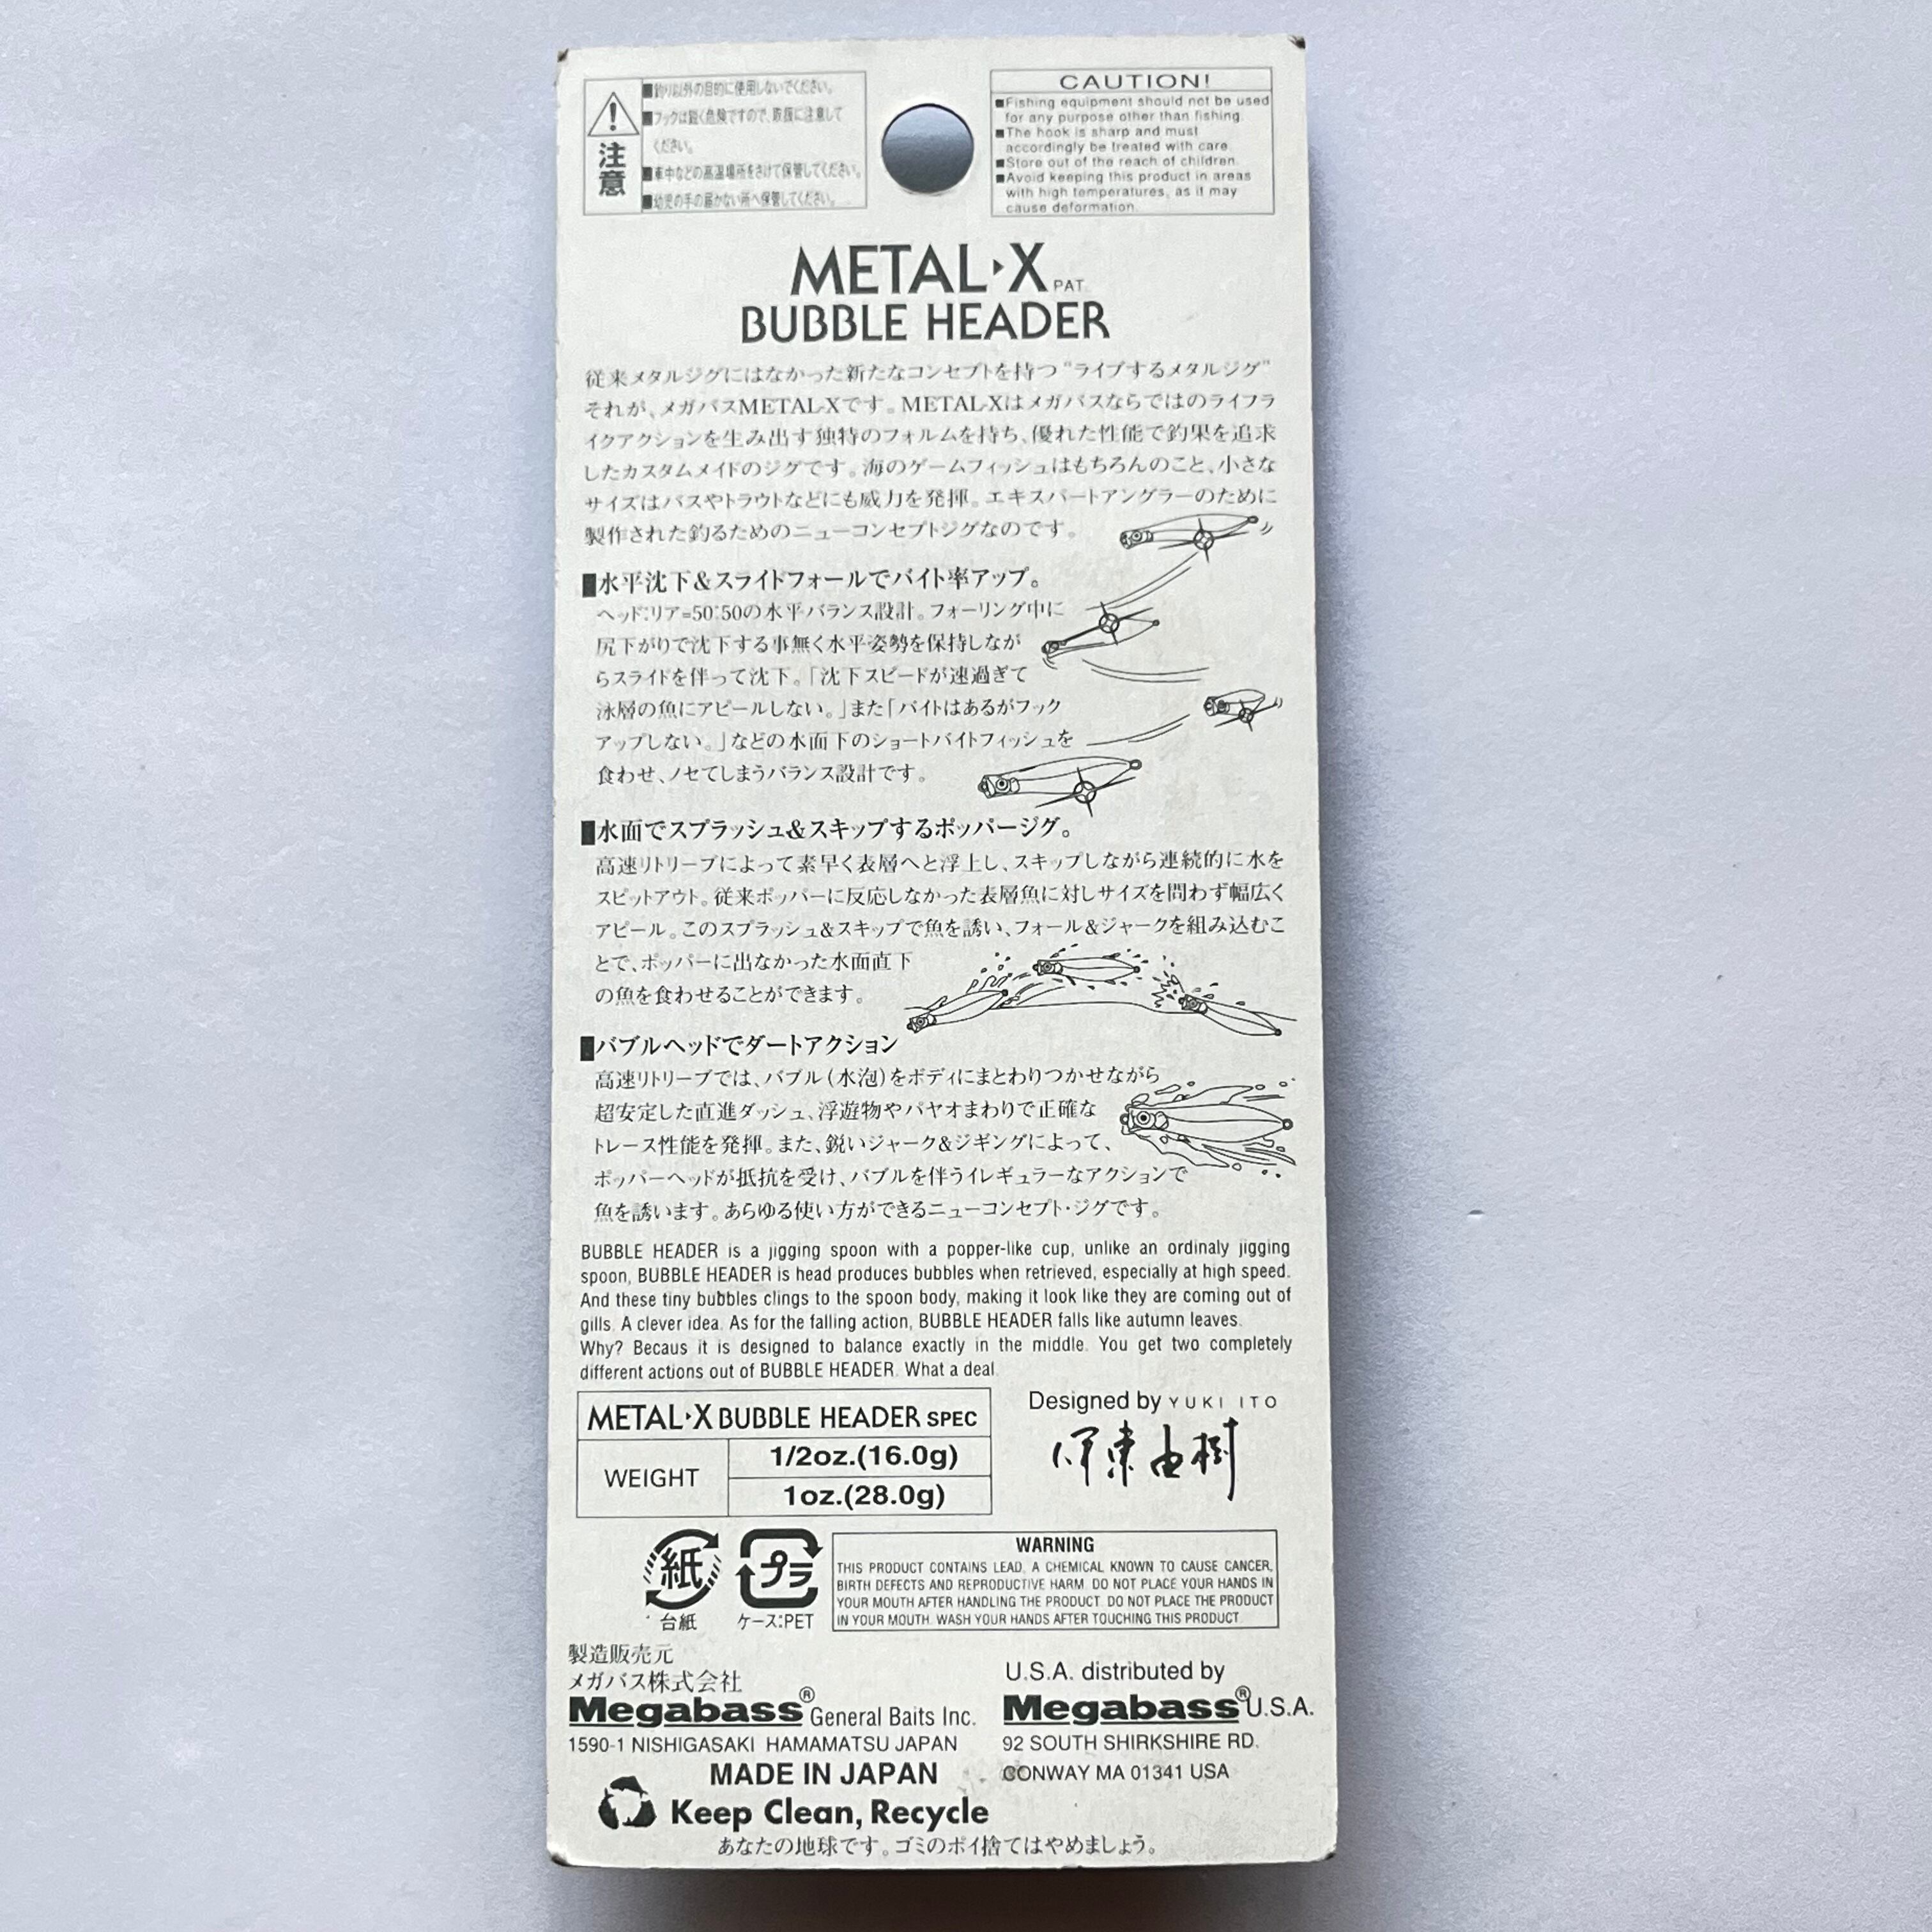 注意
■釣り以外の目的に使用しないでください。
■フックは鋭く危険ですので、取扱に注意して
ください。
■車中などの高温場所をさけて保管してください。
■幼児の手の届かない所へ保管してください。
CAUTION!
■Fishing equipment should not be used
for any purpose other than fishing.
■The hook is sharp and must
accordingly be treated with care.
■Store out of the reach of children.
■Avoid keeping this product in areas
with high temperatures, as it may
cause deformation.
METAL▸X PAT.
BUBBLE HEADER
従来メタルジグにはなかった新たなコンセプトを持つ“ライブするメタルジグ”
それが、メガバスMETAL-Xです。METAL-Xはメガバスならではのライフラ
イクアクションを生み出す独特のフォルムを持ち、優れた性能で釣果を追求
したカスタムメイドのジグです。海のゲームフィッシュはもちろんのこと、小さな
サイズはバスやトラウトなどにも威力を発揮。エキスパートアングラーのために
製作された釣るためのニューコンセプトジグなのです。
■水平沈下&スライドフォールでバイト率アップ。
ヘッド:リア=50:50の水平バランス設計。フォーリング中に
尻下がりで沈下する事無く水平姿勢を保持しなが
らスライドを伴って沈下。「沈下スピードが速過ぎて
泳層の魚にアピールしない。」また「バイトはあるがフック
アップしない。」などの水面下のショートバイトフィッシュを
食わせ、ノセてしまうバランス設計です。
■水面でスプラッシュ&スキップするポッパージグ。
高速リトリーブによって素早く表層へと浮上し、スキップしながら連続的に水を
スピットアウト。従来ポッパーに反応しなかった表層魚に対しサイズを問わず幅広く
アピール。このスプラッシュ&スキップで魚を誘い、フォール&ジャークを組み込むこ
とで、ポッパーに出なかった水面直下
の魚を食わせることができます。
■バブルヘッドでダートアクション
高速リトリーブでは、バブル(水泡)をボディにまとわりつかせながら
超安定した直進ダッシュ、浮遊物やパヤオまわりで正確な
トレース性能を発揮。また、鋭いジャーク&ジギングによって、
ポッパーヘッドが抵抗を受け、バブルを伴うイレギュラーなアクションで
魚を誘います。あらゆる使い方ができるニューコンセプト・ジグです。
BUBBLE HEADER is a jigging spoon with a popper-like cup, unlike an ordinaly jigging
spoon, BUBBLE HEADER is head produces bubbles when retrieved, especially at high speed.
And these tiny bubbles clings to the spoon body, making it look like they are coming out of
gills. A clever idea. As for the falling action, BUBBLE HEADER falls like autumn leaves.
Why? Becaus it is designed to balance exactly in the middle. You get two completely
different actions out of BUBBLE HEADER. What a deal.
METAL▸X BUBBLE HEADER SPEC
WEIGHT
1/2oz.(16.0g)
1oz.(28.0g)
Designed by YUKI ITO
伊東由樹
紙
台紙
プラ
ケース:PET
WARNING
THIS PRODUCT CONTAINS LEAD, A CHEMICAL KNOWN TO CAUSE CANCER,
BIRTH DEFECTS AND REPRODUCTIVE HARM. DO NOT PLACE YOUR HANDS IN
YOUR MOUTH AFTER HANDLING THE PRODUCT. DO NOT PLACE THE PRODUCT
IN YOUR MOUTH. WASH YOUR HANDS AFTER TOUCHING THIS PRODUCT.
製造販売元
メガバス株式会社
Megabass® General Baits Inc.
1590-1 NISHIGASAKI HAMAMATSU JAPAN
U.S.A. distributed by
Megabass® U.S.A.
92 SOUTH SHIRKSHIRE RD.
CONWAY MA 01341 USA
MADE IN JAPAN
Keep Clean, Recycle
あなたの地球です。ゴミのポイ捨てはやめましょう。